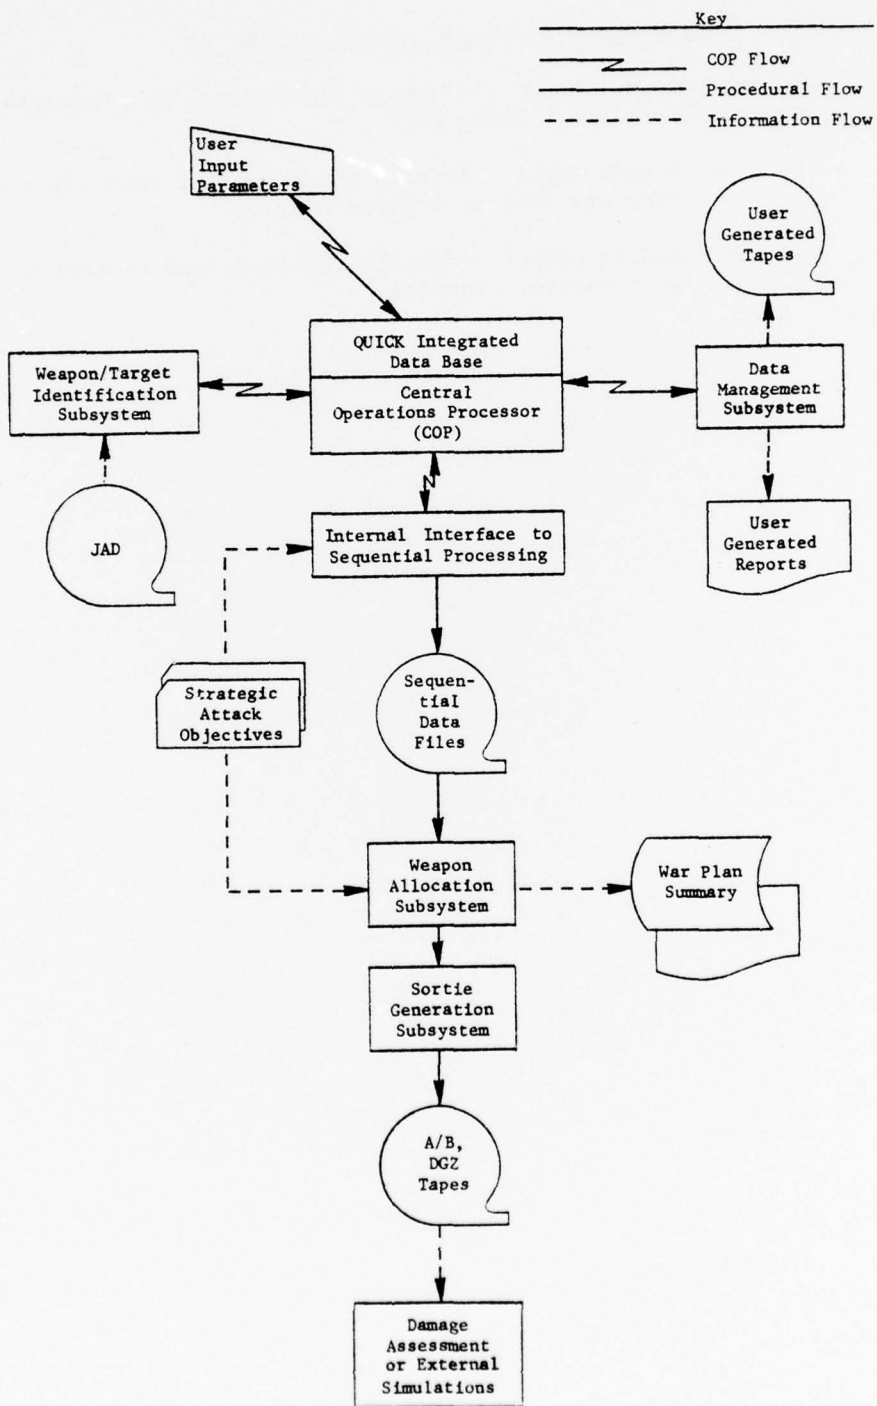 Key
COP Flow
Procedural Flow
Information Flow
User
Input
Parameters
User
Generated
Tapes
QUICK Integrated
Data Base
Central
Operations Processor
(COP)
Weapon/Target
Identification
Subsystem
Data
Management
Subsystem
JAD
Internal Interface to
Sequential Processing
User
Generated
Reports
Strategic
Attack
Objectives
Sequen-
tial
Data
Files
Weapon
Allocation
Subsystem
War Plan
Summary
Sortie
Generation
Subsystem
A/B,
DGZ
Tapes
Damage
Assessment
or External
Simulations